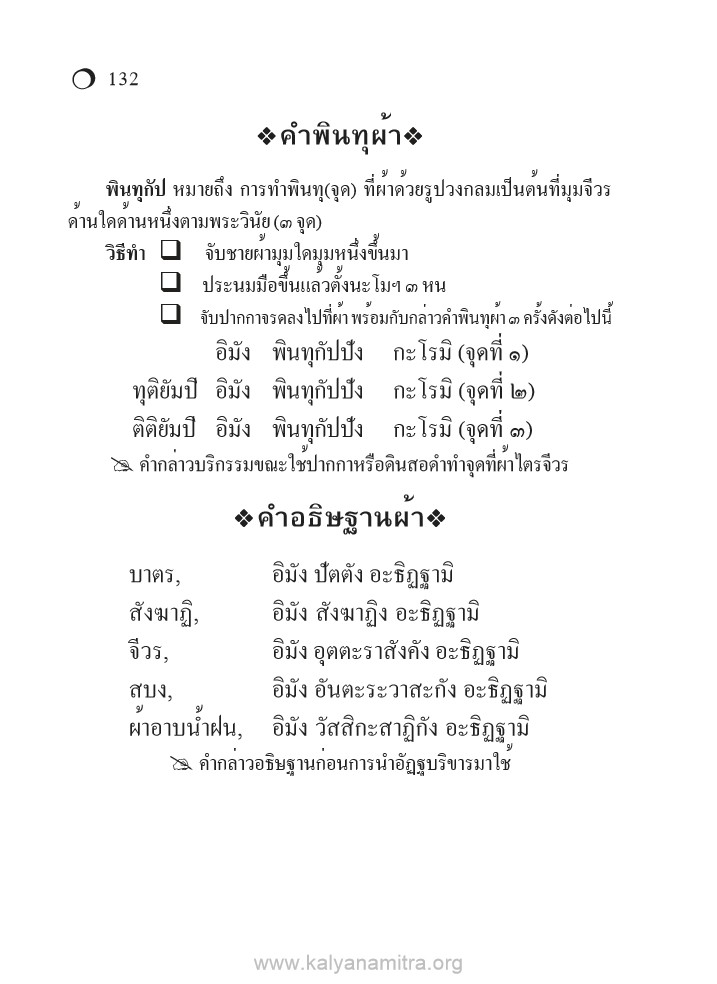 132
❖คำพินทุผ้า❖
พินทุกัป หมายถึง การทำพินทุ(จุด) ที่ผ้าด้วยรูปวงกลมเป็นต้นที่มุมจีวร
ด้านใดด้านหนึ่งตามพระวินัย (๓ จุด)
วิธีทำ ❑ จับชายผ้ามุมใดมุมหนึ่งขึ้นมา
❑ ประนมมือขึ้นแล้วตั้งนะโมฯ ๓ หน
❑ จับปากกาจรดลงไปที่ผ้า พร้อมกับกล่าวคำพินทุผ้า ๓ ครั้งดังต่อไปนี้
อิมัง พินทุกัปปัง กะโรมิ (จุดที่ ๑)
ทุติยัมปิ อิมัง พินทุกัปปัง กะโรมิ (จุดที่ ๒)
ติติยัมปิ อิมัง พินทุกัปปัง กะโรมิ (จุดที่ ๓)
คำกล่าวบริกรรมขณะใช้ปากกาหรือดินสอดำทำจุดที่ผ้าไตรจีวร
❖คำอธิษฐานผ้า❖
บาตร, อิมัง ปัตตัง อะธิฏฐามิ
สังฆาฏิ, อิมัง สังฆาฏิง อะธิฏฐามิ
จีวร, อิมัง อุตตะราสังคัง อะธิฏฐามิ
สบง, อิมัง อันตะระวาสะกัง อะธิฏฐามิ
ผ้าอาบน้ำฝน, อิมัง วัสสิกะสาฏิกัง อะธิฏฐามิ
คำกล่าวอธิษฐานก่อนการนำอัฏฐบริขารมาใช้
www.kalyanamitra.org